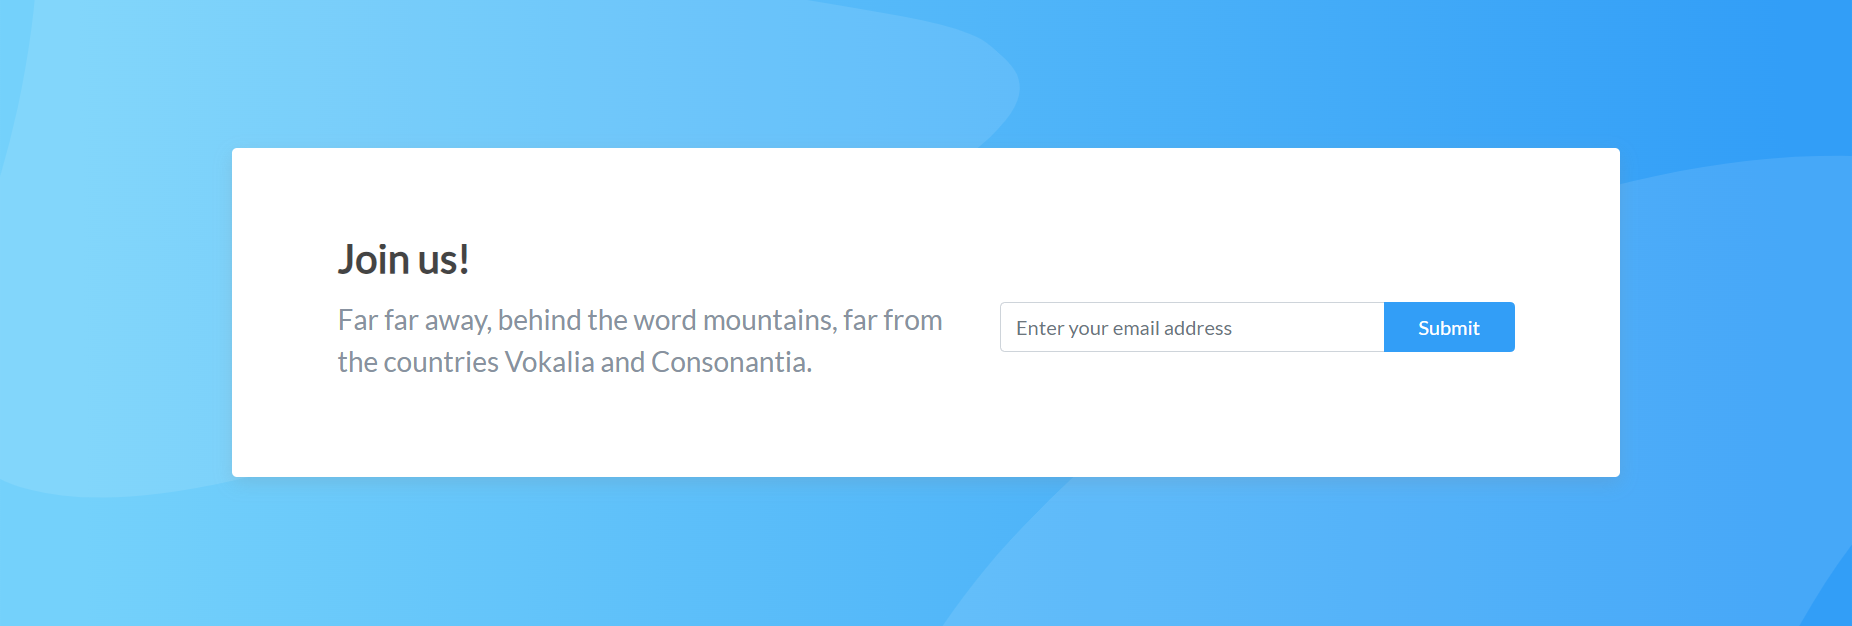 Join us!
Far far away, behind the word mountains, far from
the countries Vokalia and Consonantia.
Enter your email address
Submit